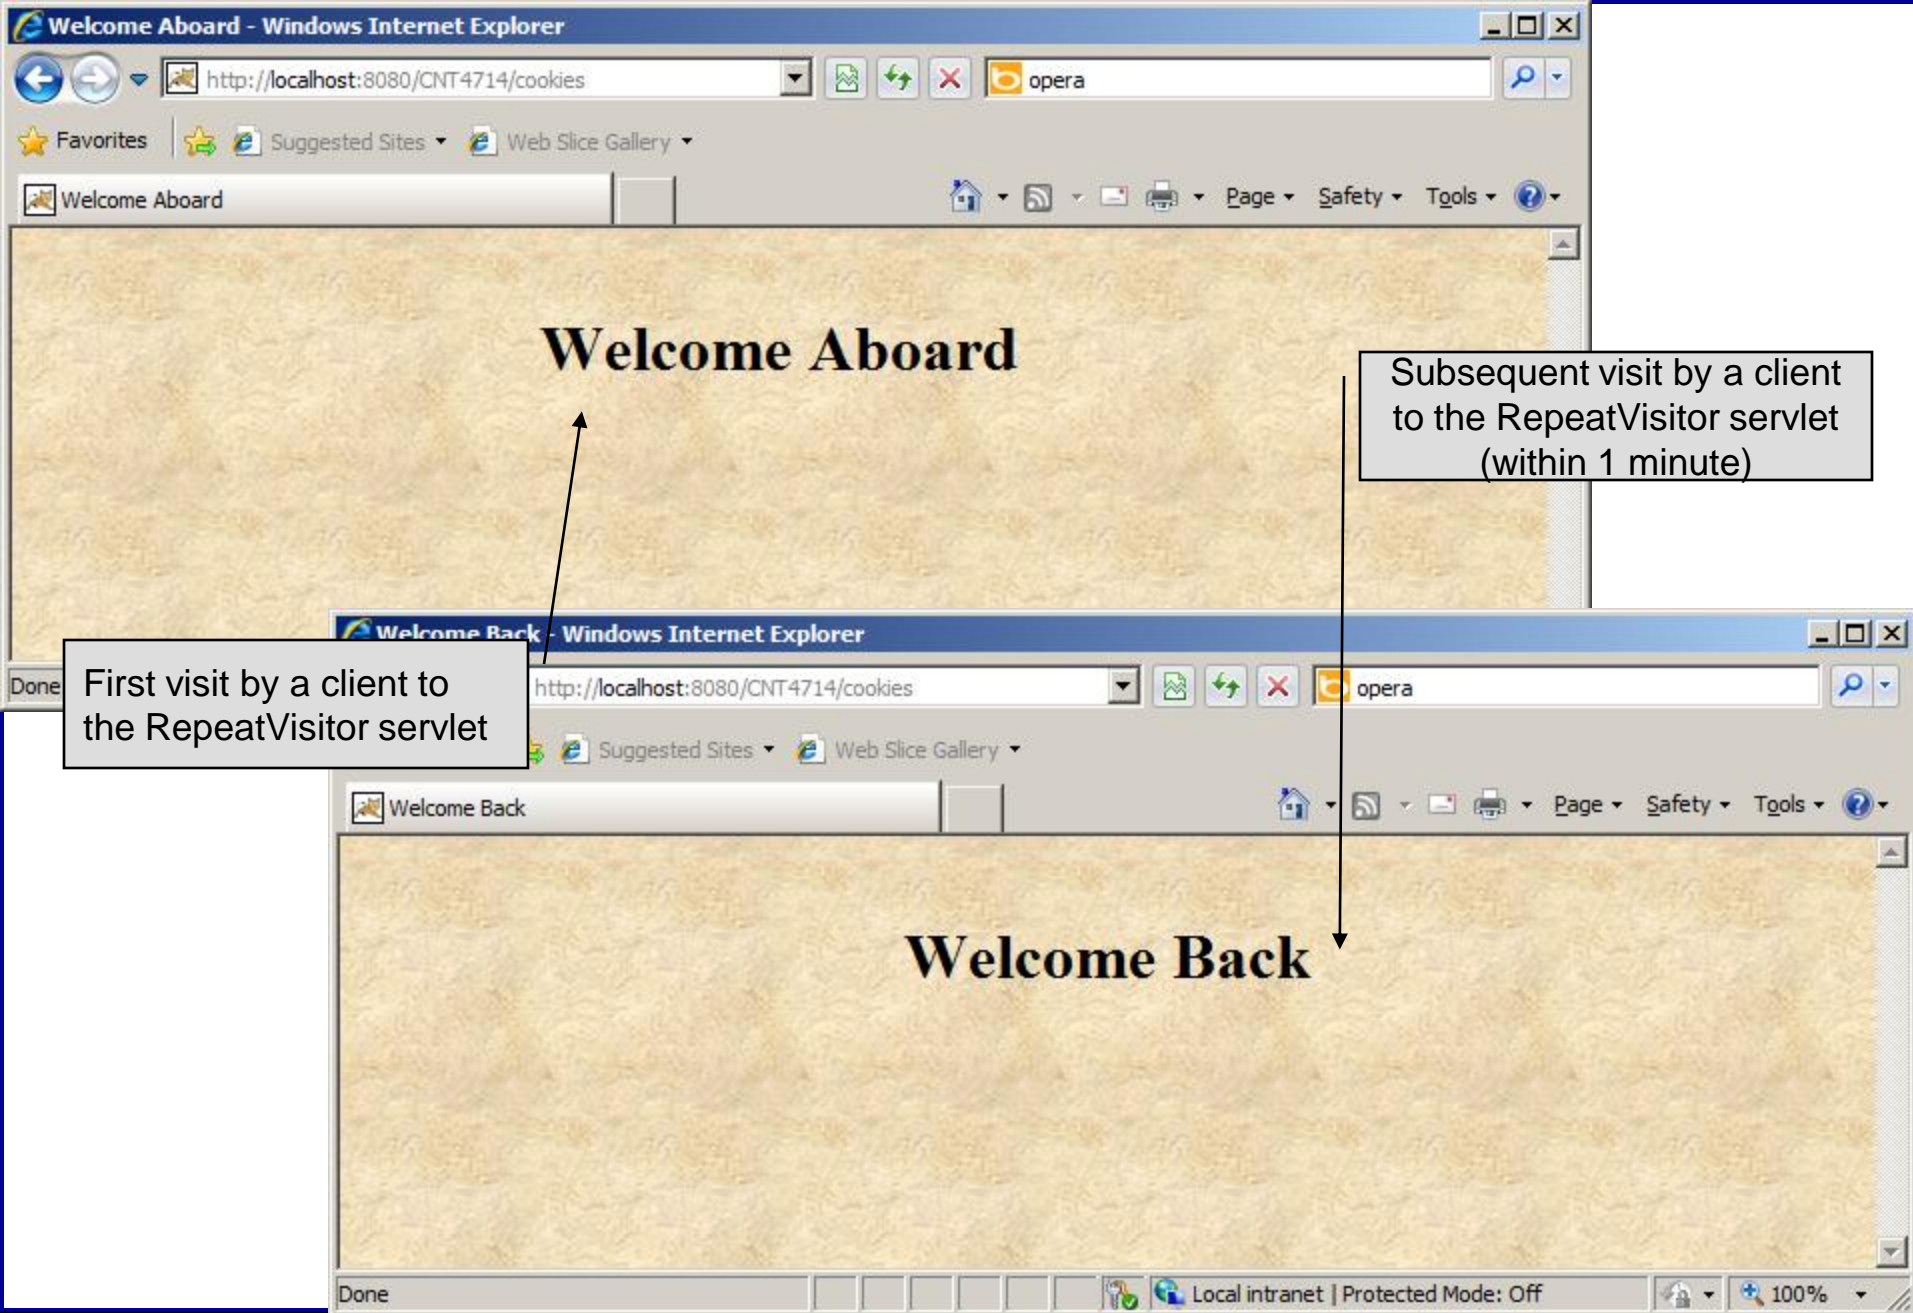 Welcome Aboard - Windows Internet Explorer
http://localhost:8080/CNT4714/cookies
opera
Favorites
Suggested Sites
Web Slice Gallery
Welcome Aboard
Page
Safety
Tools
Welcome Aboard
Subsequent visit by a client
to the RepeatVisitor servlet
(within 1 minute)
Done
First visit by a client to
the RepeatVisitor servlet
Welcome Back - Windows Internet Explorer
http://localhost:8080/CNT4714/cookies
opera
Suggested Sites
Web Slice Gallery
Welcome Back
Page
Safety
Tools
Welcome Back
Done
Local intranet | Protected Mode: Off
100%